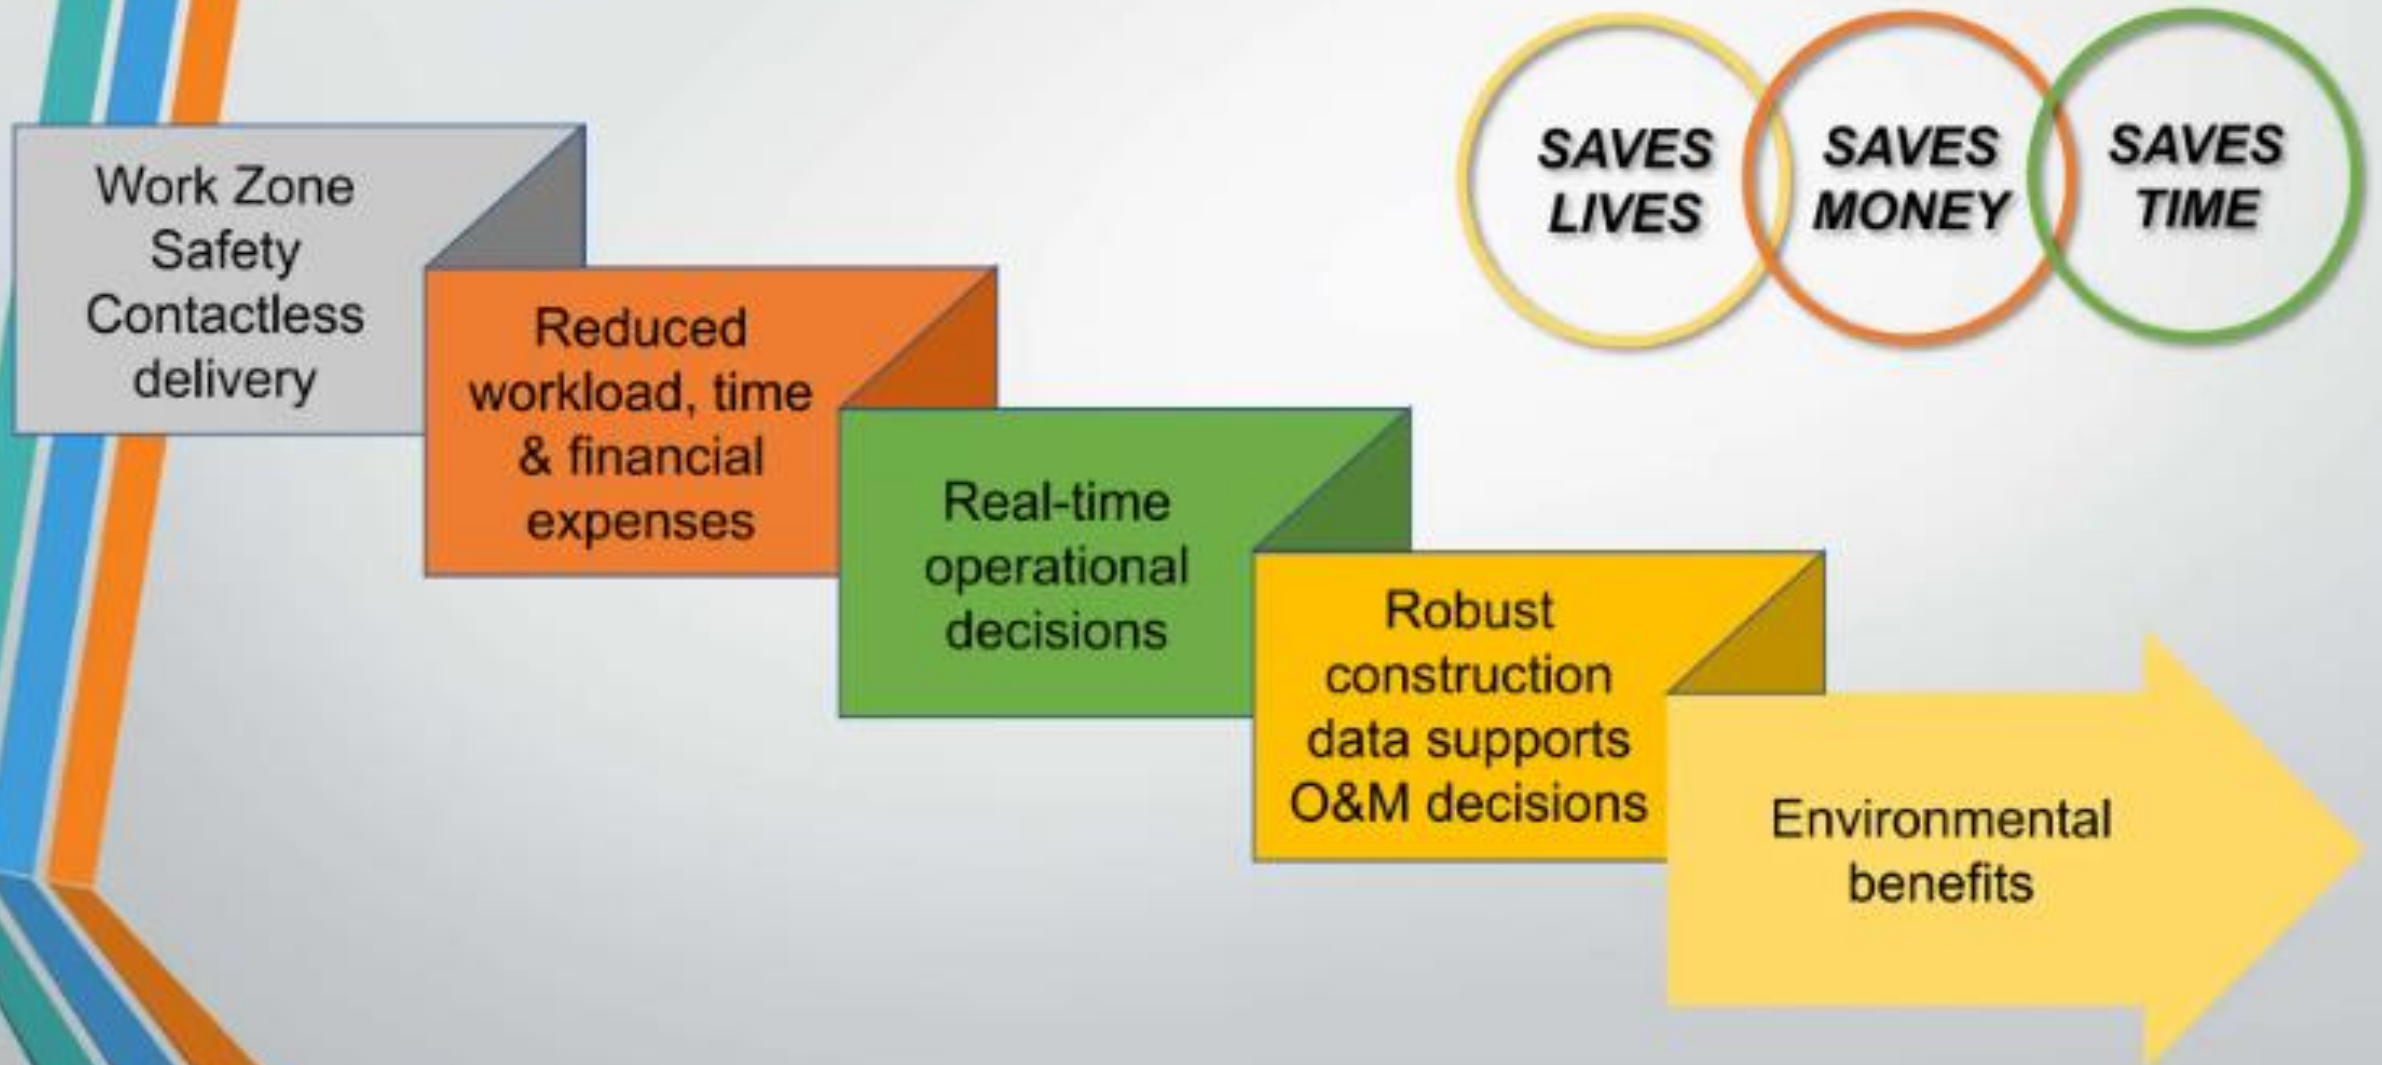 Work Zone
Safety
Contactless
delivery
Reduced
workload, time
& financial
expenses
Real-time
operational
decisions
Robust
construction
data supports
O&M decisions
Environmental
benefits
SAVES
LIVES
SAVES
MONEY
SAVES
TIME